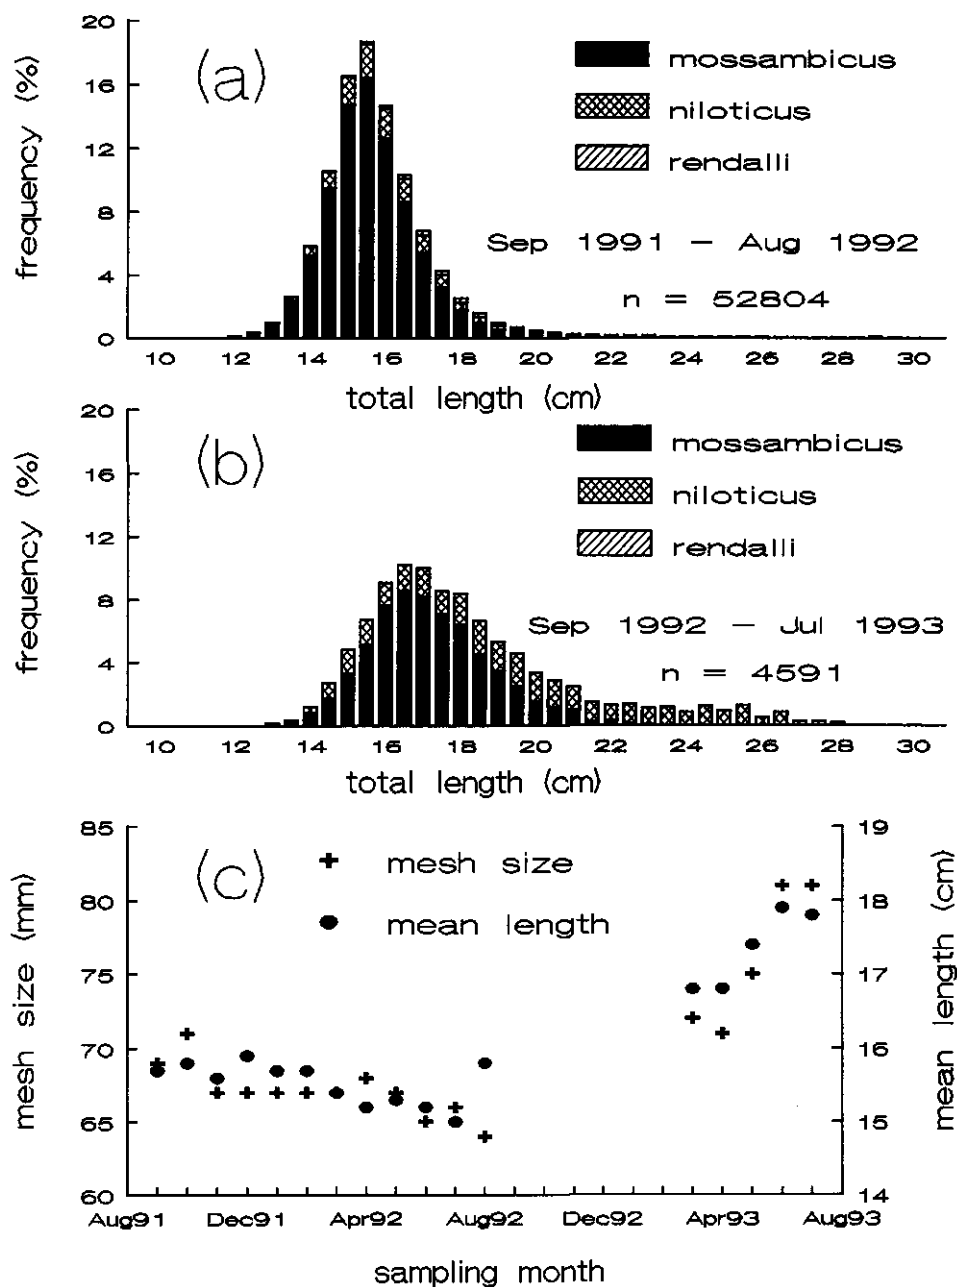 20
16
12
8
4
0
frequency (%)
(a)
mossambicus
niloticus
rendalli
Sep 1991 – Aug 1992
n = 52804
10 12 14 16 18 20 22 24 26 28 30
total length (cm)
20
16
12
8
4
0
frequency (%)
(b)
mossambicus
niloticus
rendalli
Sep 1992 – Jul 1993
n = 4591
10 12 14 16 18 20 22 24 26 28 30
total length (cm)
85
80
75
70
65
60
mesh size (mm)
(c)
mesh size
mean length
19
18
17
16
15
14
mean length (cm)
Aug91 Dec91 Apr92 Aug92 Dec92 Apr93 Aug93
sampling month